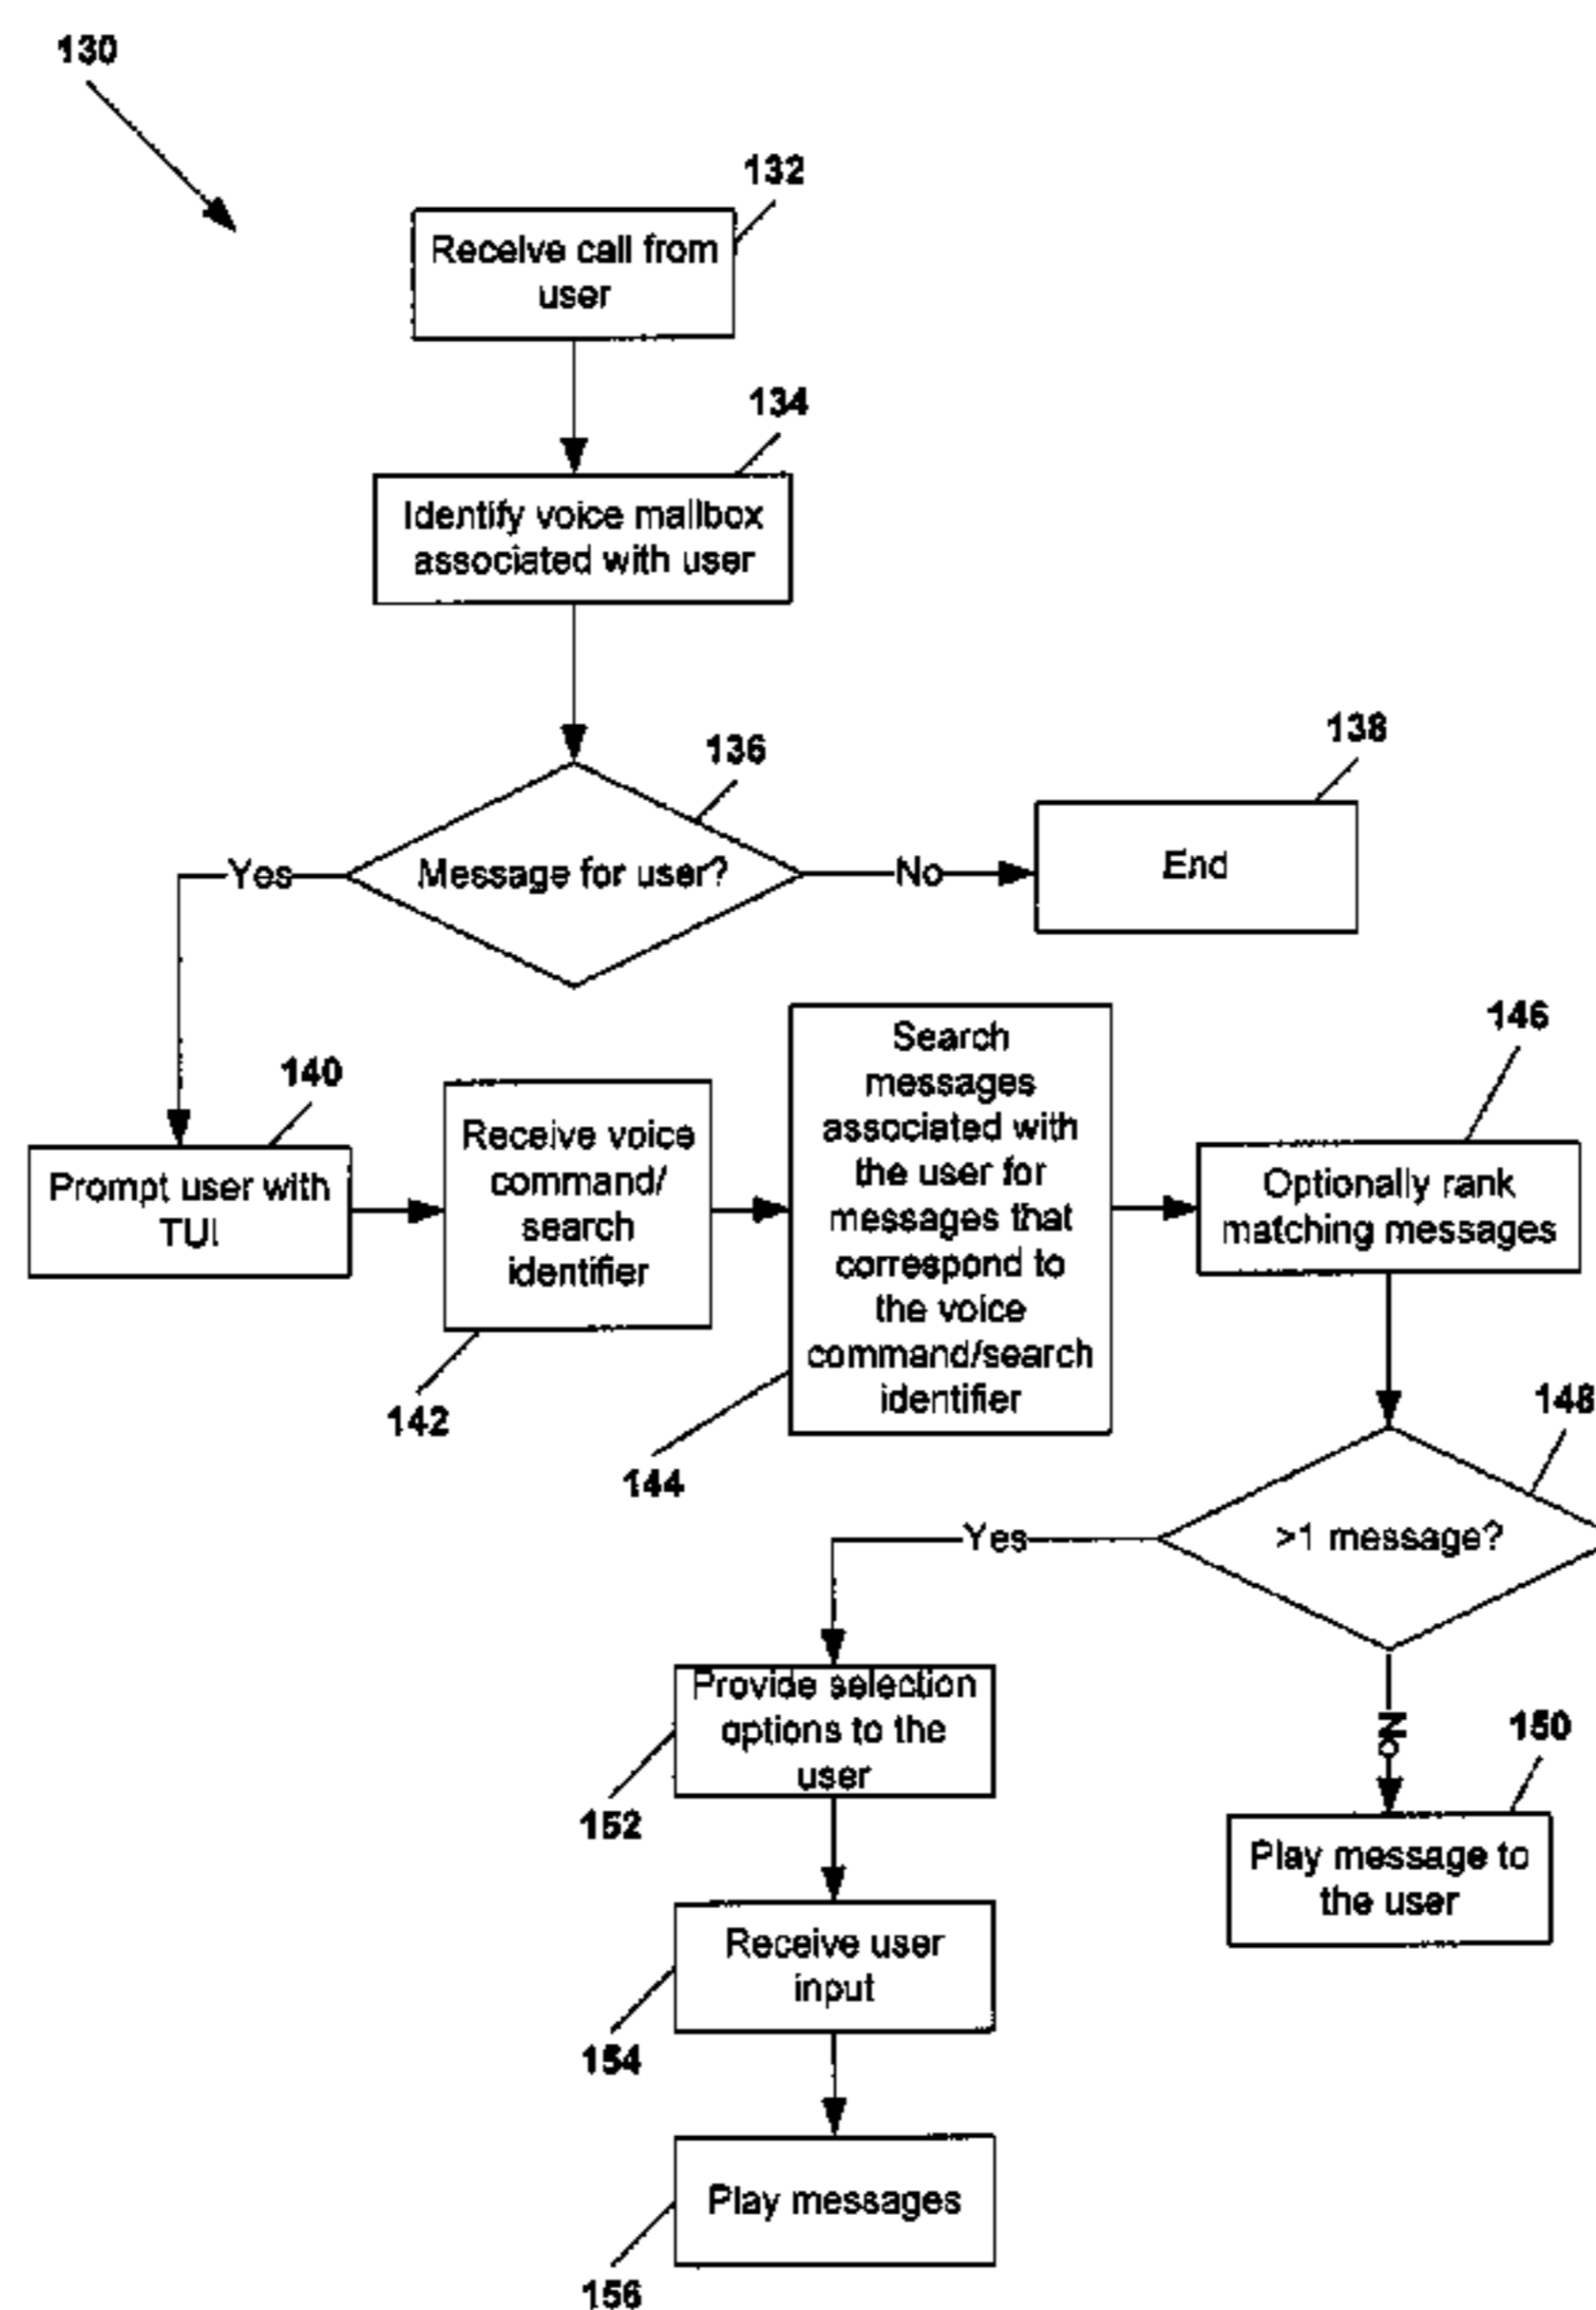 130
132
Receive call from
user
134
Identify voice mailbox
associated with user
136
138
Message for user?
Yes
No
End
140
Prompt user with
TUI
Receive voice
command/
search
identifier
142
Search
messages
associated with
the user for
messages that
correspond to
the voice
command/search
identifier
144
146
Optionally rank
matching messages
148
>1 message?
Yes
No
152
Provide selection
options to the
user
150
Play message to
the user
Receive user
input
154
Play messages
156